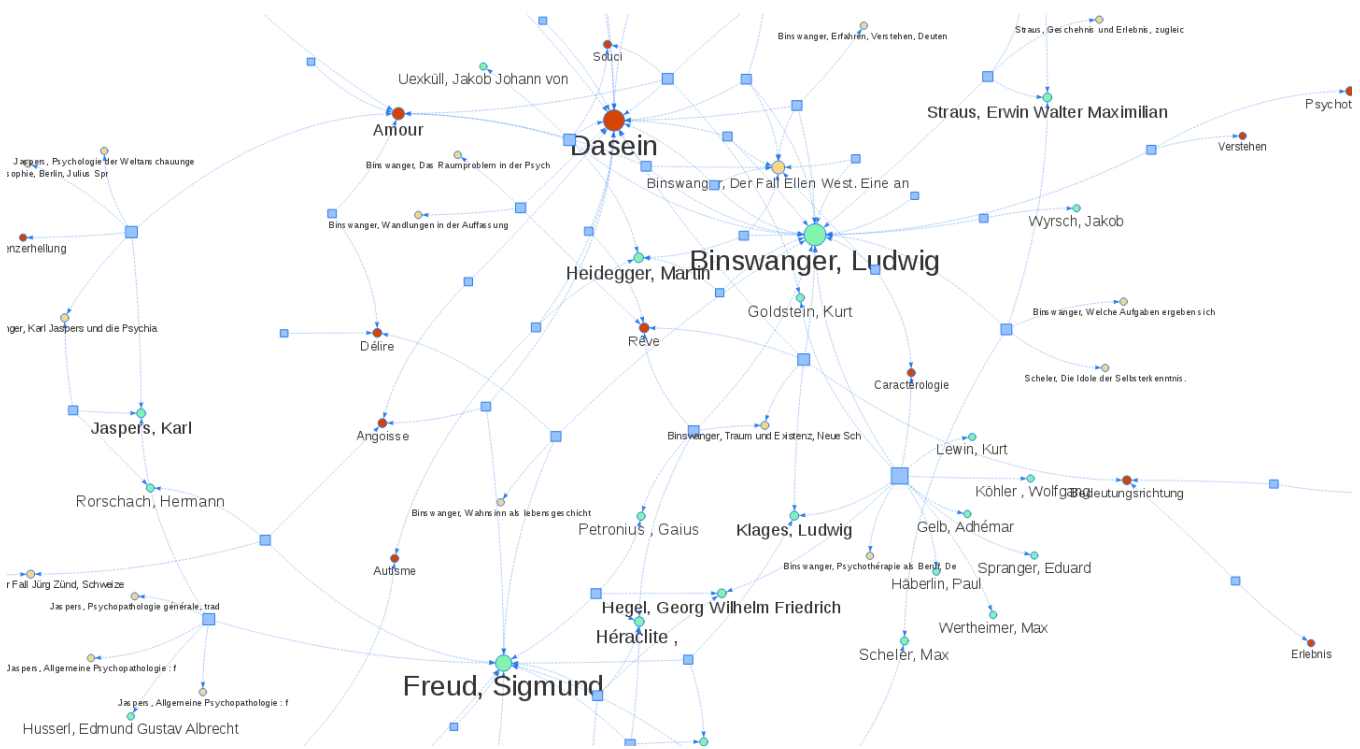 Straus, Geschehnis und Erlebnis, zugleic
Binswanger, Erfahren, Verstehen, Deuten
Souci
Uexküll, Jakob Johann von
Psychot
Straus, Erwin Walter Maximilian
Amour
Dasein
Verstehen
Jaspers, Psychologie der Weltanschauunge
sophie, Berlin, Julius Spr
Binswanger, Das Raumproblem in der Psych
Binswanger, Der Fall Ellen West. Eine an
Binswanger, Wandlungen in der Auffassung
Wyrsch, Jakob
enzerhellung
Heidegger, Martin
Binswanger, Ludwig
Goldstein, Kurt
Binswanger, Welche Aufgaben ergeben sich
nger, Karl Jaspers und die Psychia
Délire
Rêve
Caractérologie
Scheler, Die Idole der Selbsterkenntnis.
Jaspers, Karl
Angoisse
Binswanger, Traum und Existenz, Neue Sch
Lewin, Kurt
Rorschach, Hermann
Köhler , Wolfgang
Bedeutungsrichtung
Binswanger, Wahnsinn als lebensgeschicht
Petronius , Gaius
Klages, Ludwig
Gelb, Adhémar
Autisme
Binswanger, Psychothérapie als Beruf, De
Spranger, Eduard
r Fall Jürg Zünd, Schweize
Häberlin, Paul
Jaspers, Psychopathologie générale, trad
Hegel, Georg Wilhelm Friedrich
Wertheimer, Max
Héraclite ,
Scheler, Max
Erlebnis
Jaspers, Allgemeine Psychopathologie : f
Freud, Sigmund
Jaspers, Allgemeine Psychopathologie : f
Husserl, Edmund Gustav Albrecht